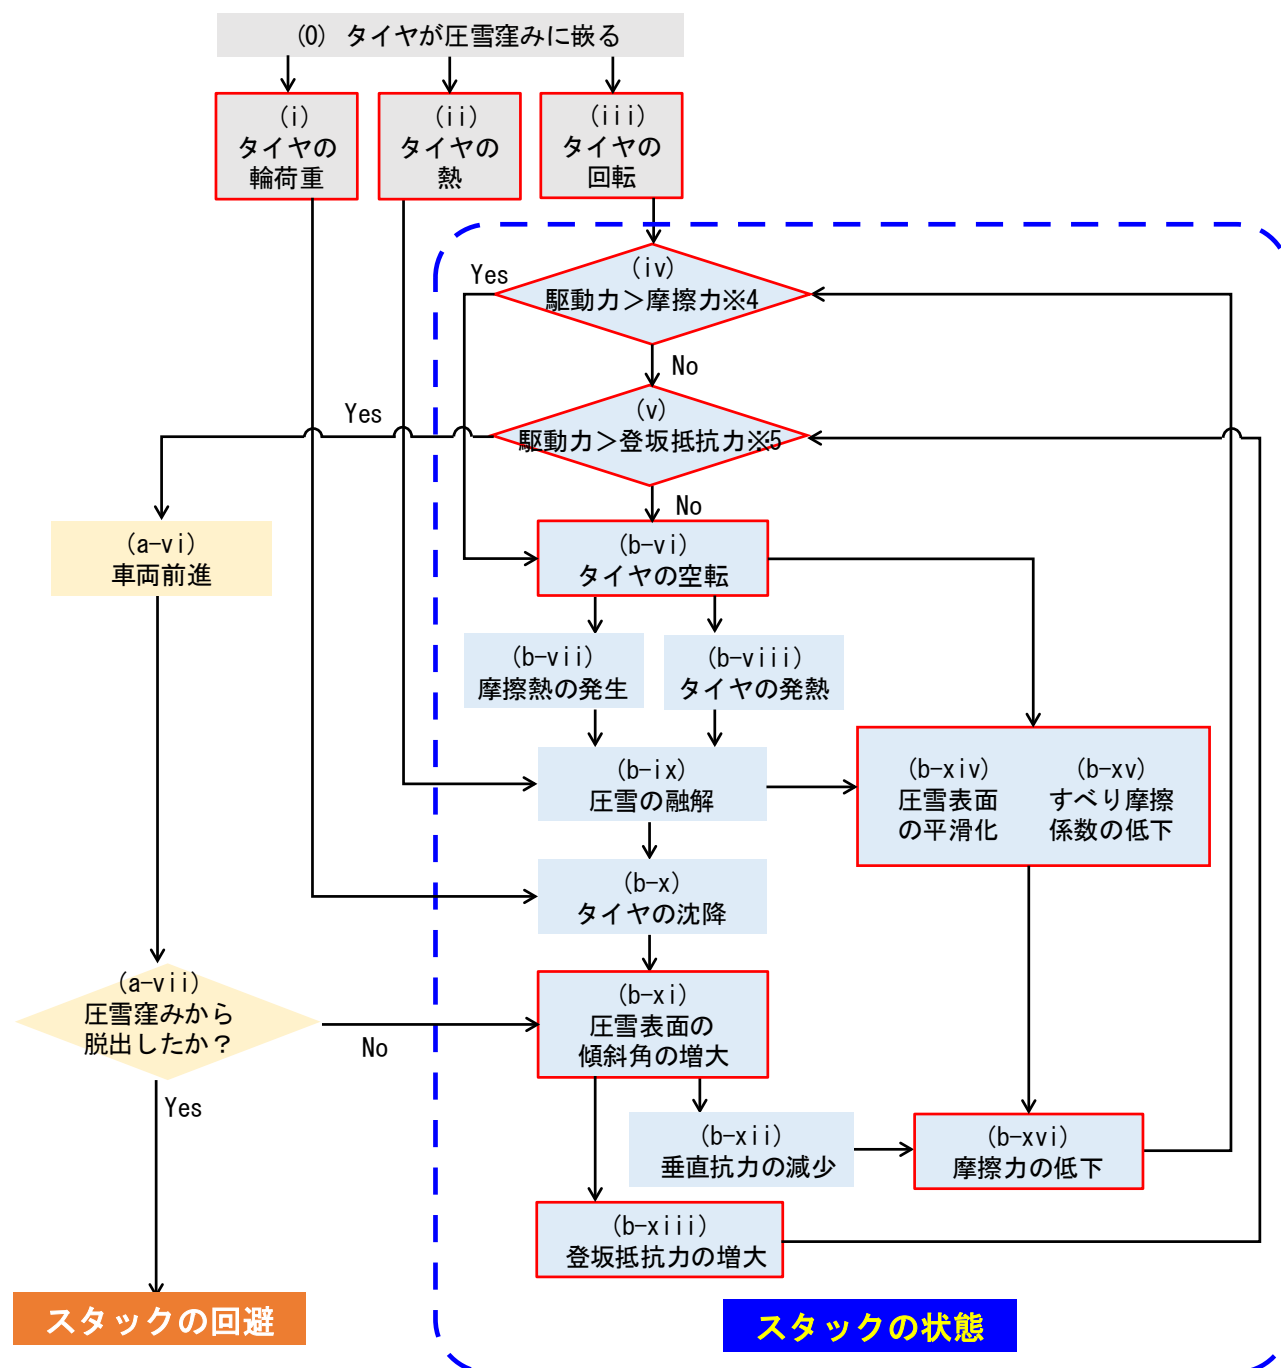 (0) タイヤが圧雪窪みに嵌る
(i)
タイヤの
輪荷重
(ii)
タイヤの
熱
(iii)
タイヤの
回転
(iv)
駆動力＞摩擦力※4
Yes
No
(v)
駆動力＞登坂抵抗力※5
Yes
No
(a-vi)
車両前進
(b-vi)
タイヤの空転
(b-vii)
摩擦熱の発生
(b-viii)
タイヤの発熱
(b-ix)
圧雪の融解
(b-xiv)
圧雪表面
の平滑化
(b-xv)
すべり摩擦
係数の低下
(b-x)
タイヤの沈降
(a-vii)
圧雪窪みから
脱出したか？
No
Yes
(b-xi)
圧雪表面の
傾斜角の増大
(b-xii)
垂直抗力の減少
(b-xvi)
摩擦力の低下
(b-xiii)
登坂抵抗力の増大
スタックの回避
スタックの状態